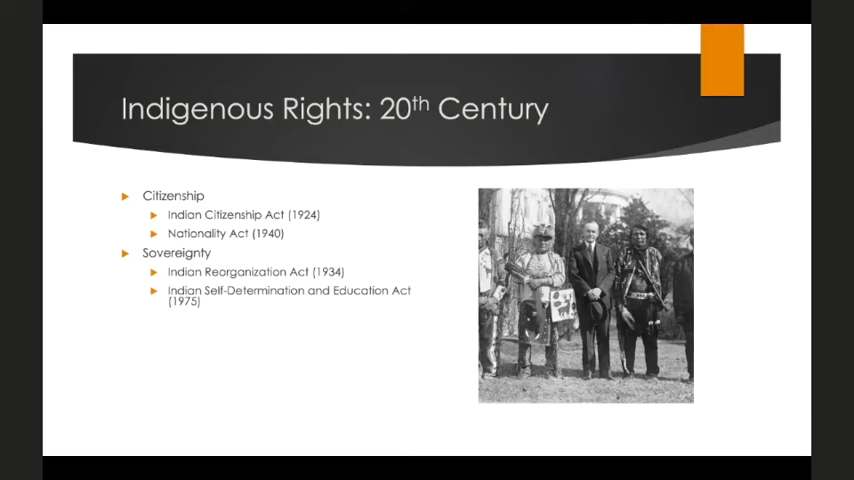 Indigenous Rights: 20th Century
Citizenship
Indian Citizenship Act (1924)
Nationality Act (1940)
Sovereignty
Indian Reorganization Act (1934)
Indian Self-Determination and Education Act
(1975)